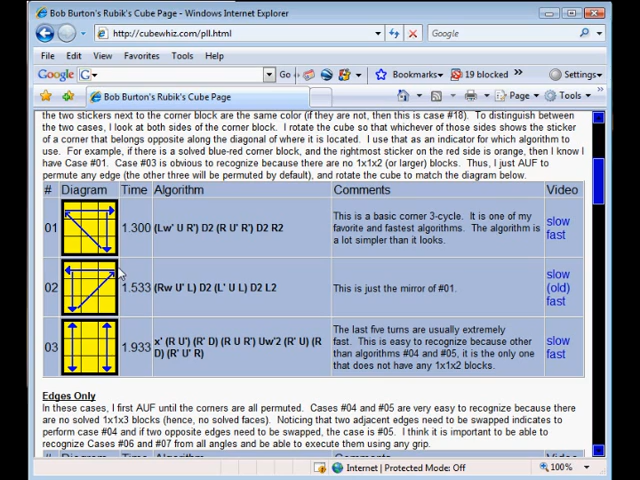 Bob Burton's Rubik's Cube Page - Windows Internet Explorer
http://cubewhiz.com/pll.html
Google
File Edit View Favorites Tools Help
Google G Go Bookmarks 19 blocked » Settings
Bob Burton's Rubik's Cube Page Page Tools
the two stickers next to the corner block are the same color (if they are not, then this is case #18). To distinguish between
the two cases, I look at both sides of the corner block. I rotate the cube so that whichever of those sides shows the sticker
of a corner that belongs opposite along the diagonal of where it is located. I use that as an indicator for which algorithm to
use. For example, if there is a solved blue-red corner block, and the rightmost sticker on the red side is orange, then I know I
have Case #01. Case #03 is obvious to recognize because there are no 1x1x2 (or larger) blocks. Thus, I just AUF to
permute any edge (the other three will be permuted by default), and rotate the cube to match the diagram below.
# Diagram Time Algorithm Comments Video
01 1.300 (Lw' U R') D2 (R U' R') D2 R2 This is a basic corner 3-cycle. It is one of my
favorite and fastest algorithms. The algorithm is
a lot simpler than it looks. slow
fast
02 1.533 (Rw U' L) D2 (L' U L) D2 L2 This is just the mirror of #01. slow
(old)
fast
03 1.933 x' (R U') (R' D) (R U R') Uw'2 (R' U) (R
D) (R' U' R) The last five turns are usually extremely
fast. This is easy to recognize because other
than algorithms #04 and #05, it is the only one
that does not have any 1x1x2 blocks. slow
fast
Edges Only
In these cases, I first AUF until the corners are all permuted. Cases #04 and #05 are very easy to recognize because there
are no solved 1x1x3 blocks (hence, no solved faces). Noticing that two adjacent edges need to be swapped indicates to
perform case #04 and if two opposite edges need to be swapped, the case is #05. I think it is important to be able to
recognize Cases #06 and #07 from all angles and be able to execute them using any grip.
# Diagram Time Algorithm Comments Video
Internet | Protected Mode: Off 100%